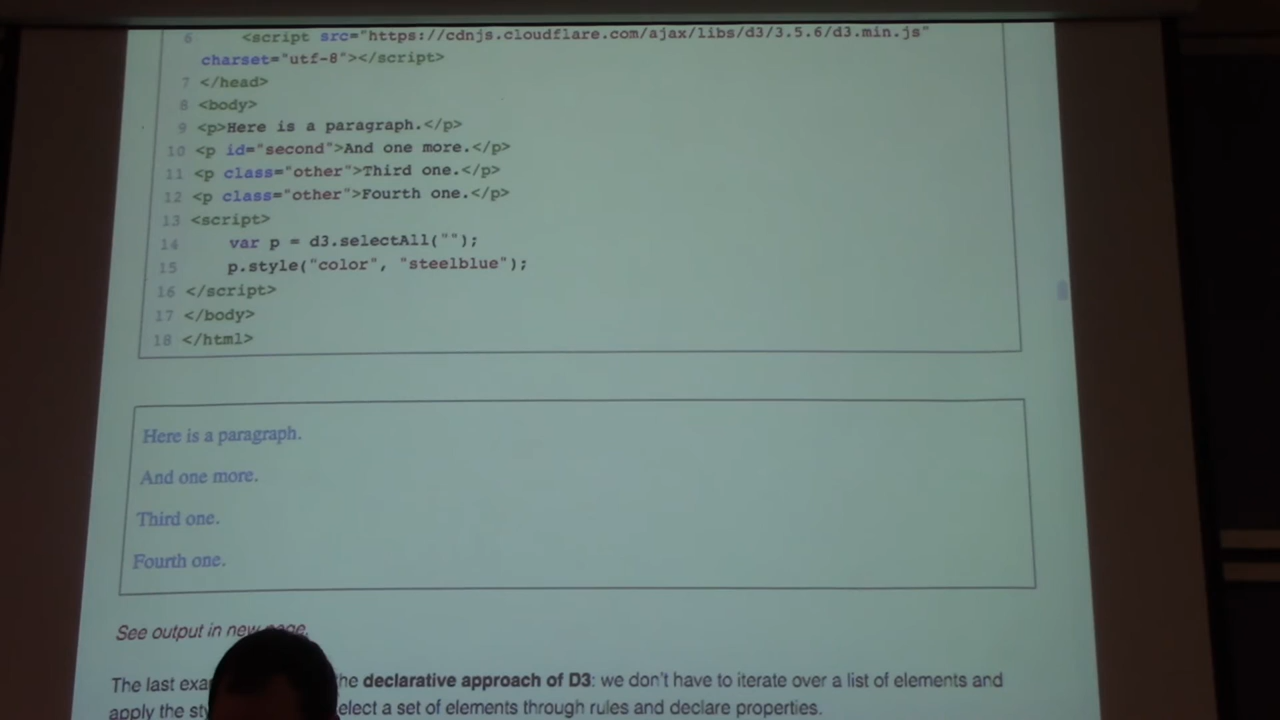 6 <script src="https://cdnjs.cloudflare.com/ajax/libs/d3/3.5.6/d3.min.js"
charset="utf-8"></script>
7 </head>
8 <body>
9 <p>Here is a paragraph.</p>
10 <p id="second">And one more.</p>
11 <p class="other">Third one.</p>
12 <p class="other">Fourth one.</p>
13 <script>
14 var p = d3.selectAll("");
15 p.style("color", "steelblue");
16 </script>
17 </body>
18 </html>
Here is a paragraph.
And one more.
Third one.
Fourth one.
See output in new page.
The last the declarative approach of D3: we don't have to iterate over a list of elements and
apply the elect a set of elements through rules and declare properties.